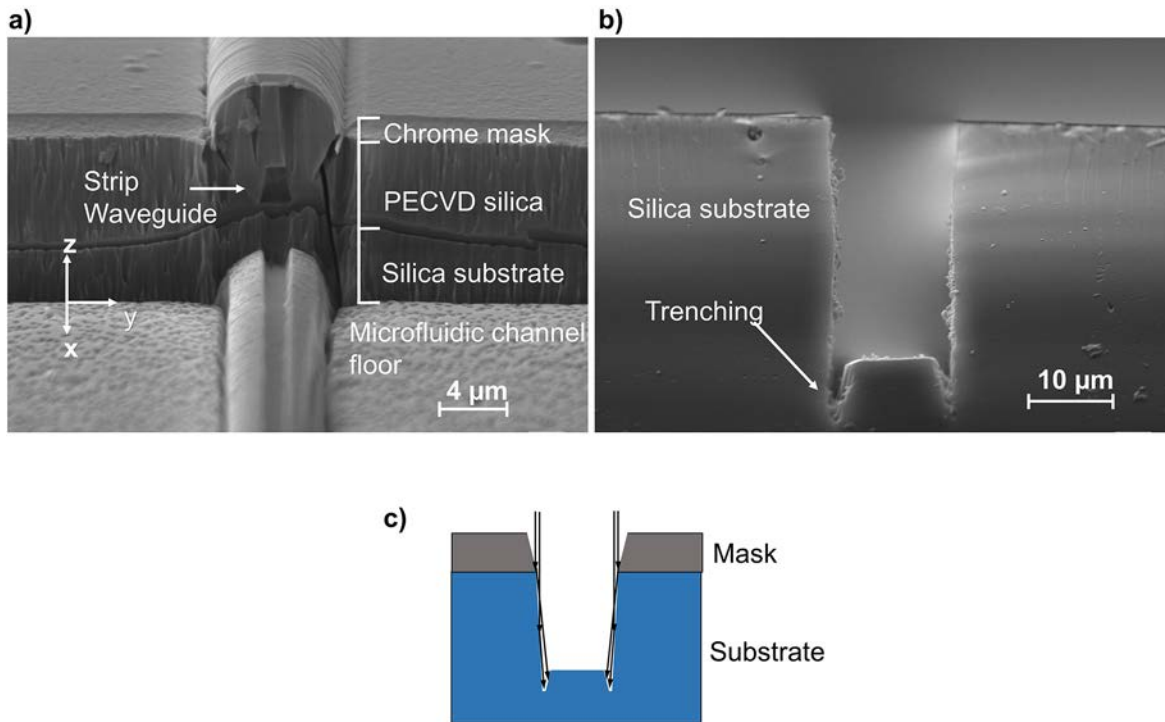 a)
Chrome mask
Strip
Waveguide
PECVD silica
z
Silica substrate
y
x
Microfluidic channel
floor
4 µm
b)
Silica substrate
Trenching
10 µm
c)
Mask
Substrate